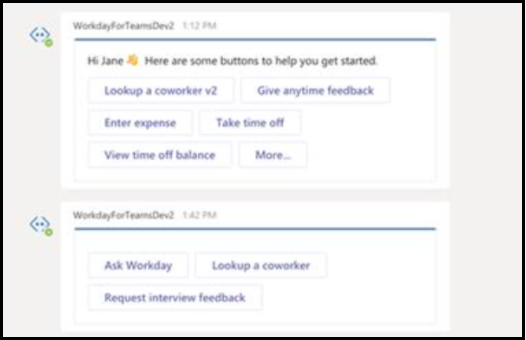 WorkdayForTeamsDev2 1:12 PM
Hi Jane 👋 Here are some buttons to help you get started.
Lookup a coworker v2 Give anytime feedback
Enter expense Take time off
View time off balance More...
WorkdayForTeamsDev2 1:42 PM
Ask Workday Lookup a coworker
Request interview feedback